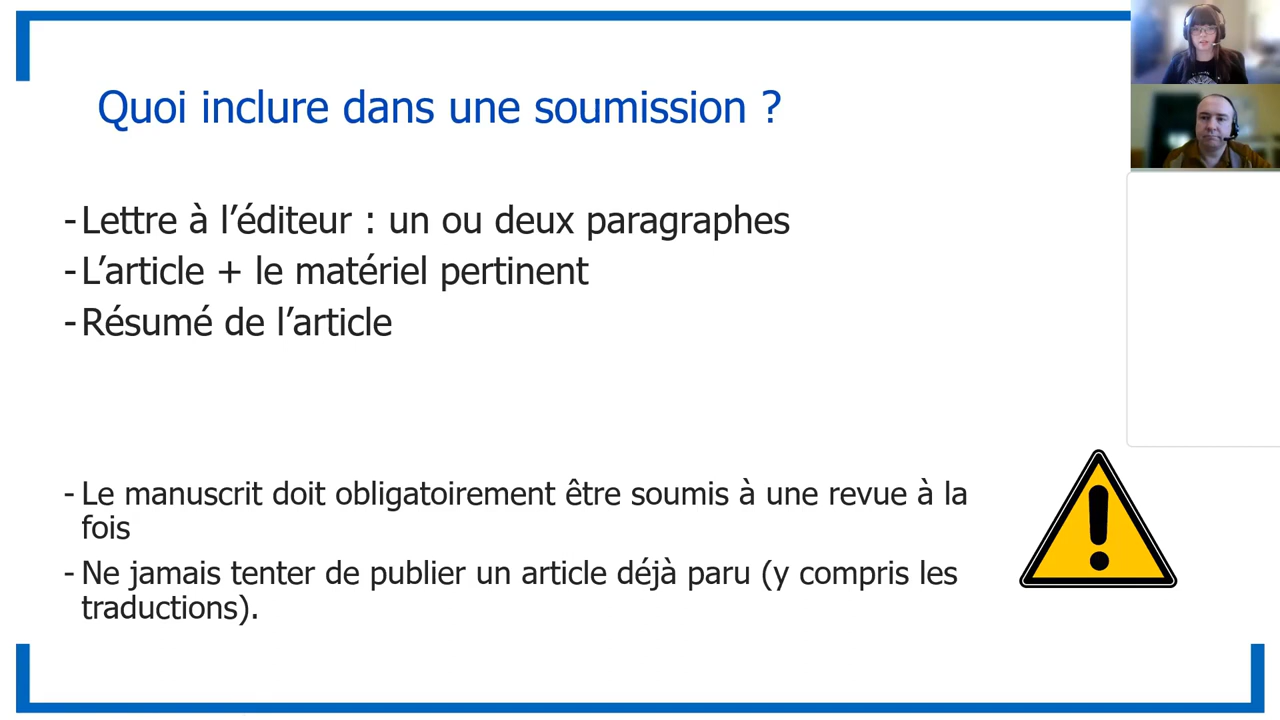 Quoi inclure dans une soumission ?
-Lettre à l’éditeur : un ou deux paragraphes
-L’article + le matériel pertinent
-Résumé de l’article
- Le manuscrit doit obligatoirement être soumis à une revue à la
fois
- Ne jamais tenter de publier un article déjà paru (y compris les
traductions).